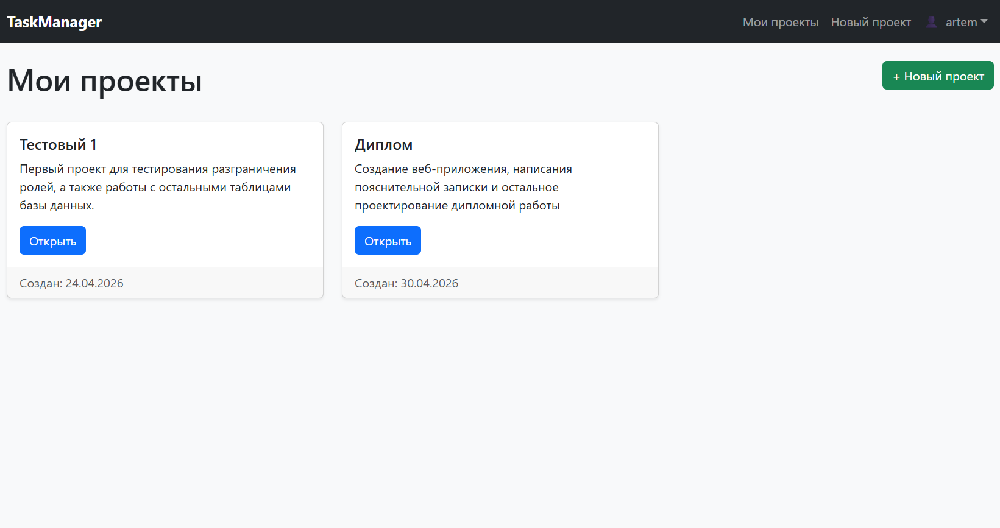 TaskManager
Мои проекты
Новый проект
artem
Мои проекты
+ Новый проект
Тестовый 1
Первый проект для тестирования разграничения
ролей, а также работы с остальными таблицами
базы данных.
Открыть
Создан: 24.04.2026
Диплом
Создание веб-приложения, написания
пояснительной записки и остальное
проектирование дипломной работы
Открыть
Создан: 30.04.2026